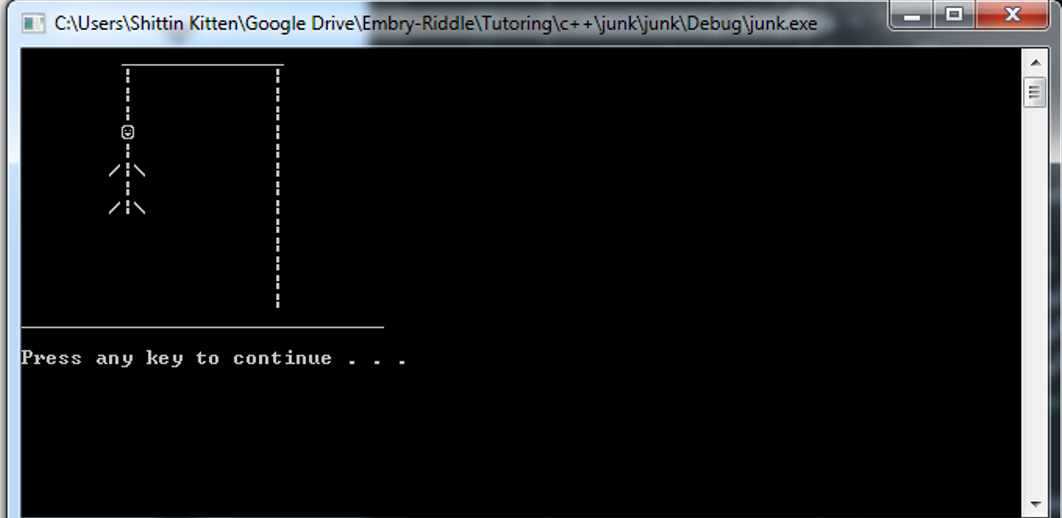 C:\Users\Shittin Kitten\Google Drive\Embry-Riddle\Tutoring\c++\junk\junk\Debug\junk.exe
Press any key to continue . . .